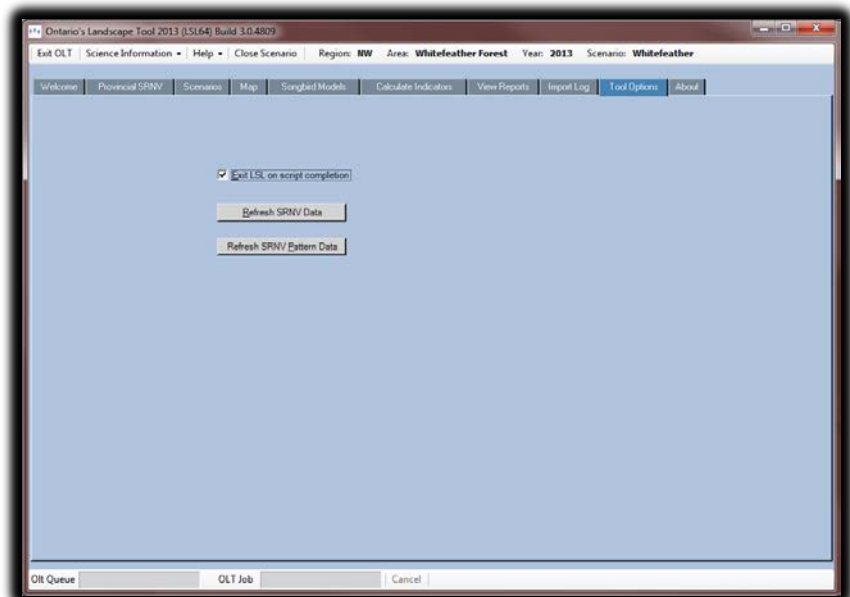 Ontario's Landscape Tool 2013 (LSL64) Build 3.0.4809
Exit OLT Science Information Help Close Scenario Region: NW Area: Whitefeather Forest Year: 2013 Scenario: Whitefeather
Welcome Provincial SRNV Scenarios Map Songbird Models Calculate Indicators View Reports Import Log Tool Options About
Exit LSL on script completion
Refresh SRNV Data
Refresh SRNV Pattern Data
Olt Queue OLT Job Cancel